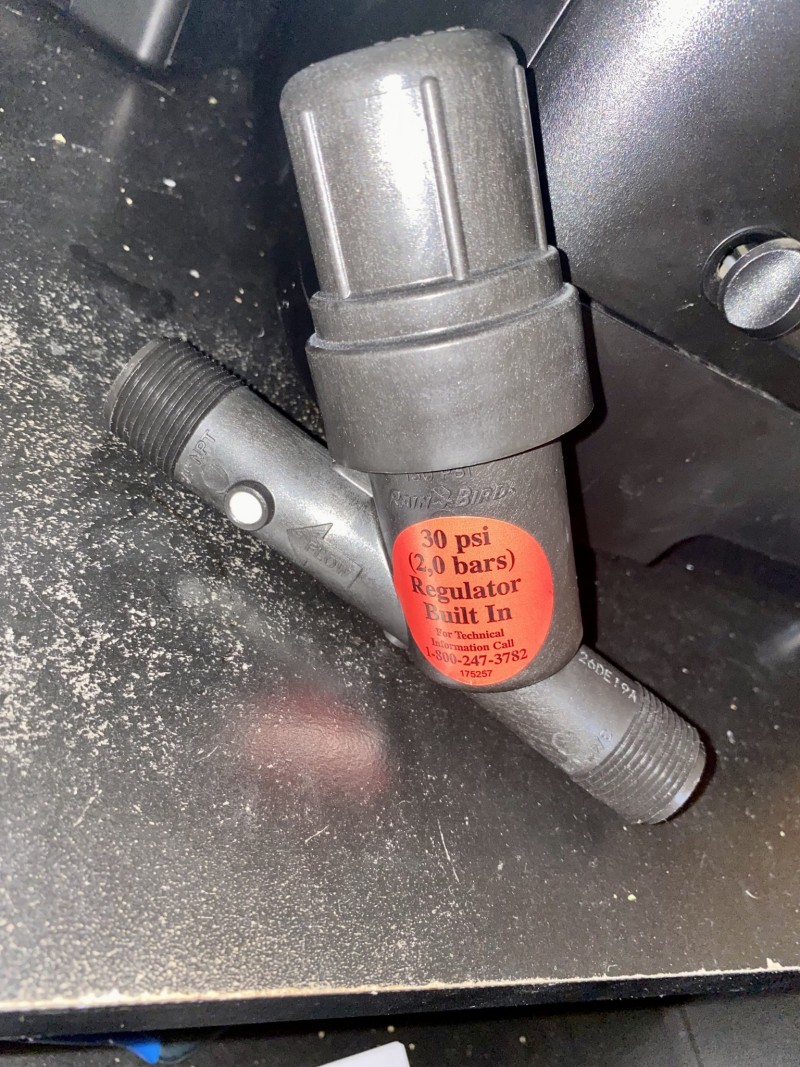 RAIN BIRD
30 psi
(2,0 bars)
Regulator
Built In
For Technical
Information Call
1-800-247-3782
175257
FLOW
26DE19A